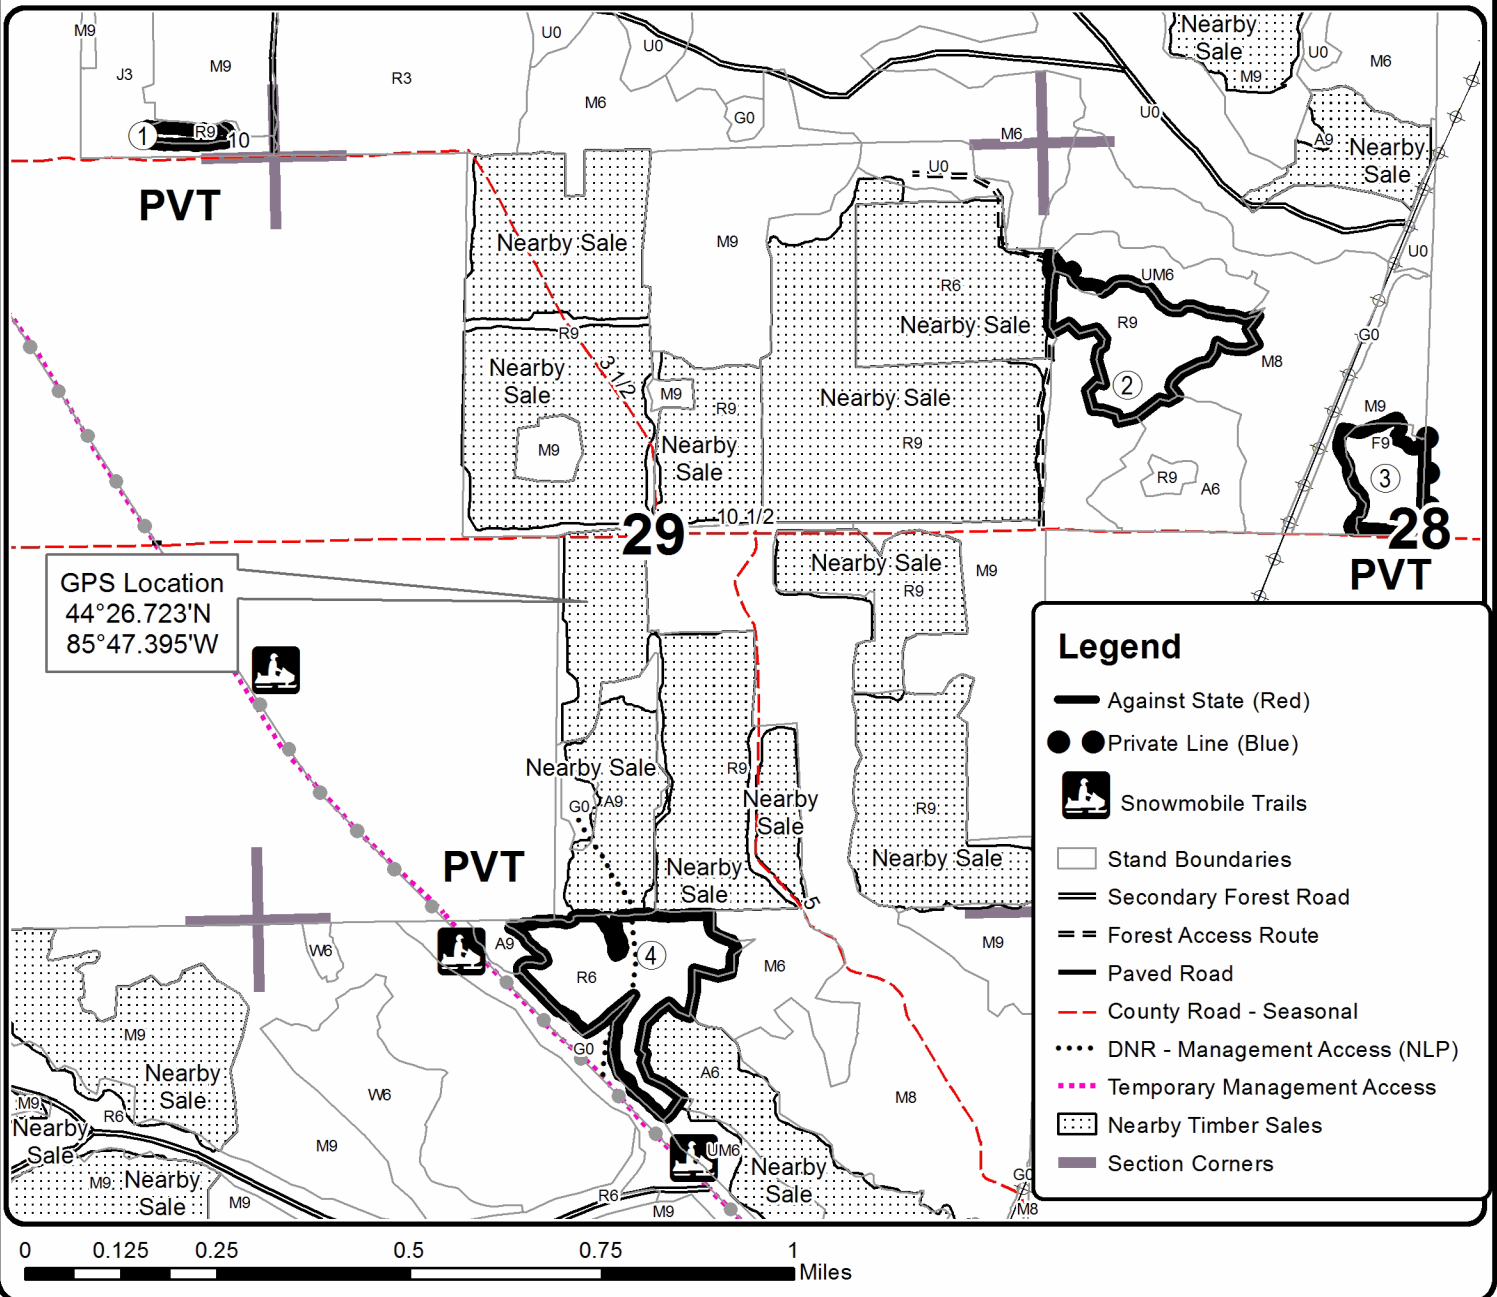 M9
U0
U0
Nearby
Sale
U0
M6
J3
M9
R3
M9
M6
G0
U0
1
R9
10
M6
A9
Nearby
Sale
U0
PVT
Nearby Sale
M9
U0
R6
UM6
Nearby Sale
R9
R9
G0
Nearby
Sale
3 1/2
M9
R9
Nearby Sale
2
M8
M9
M9
Nearby
Sale
R9
F9
3
R9
A6
10 1/2
29
28
PVT
GPS Location
44°26.723'N
85°47.395'W
Nearby Sale
R9
M9
Nearby Sale
G0
A9
R9
Nearby
Sale
R9
PVT
Nearby
Sale
Nearby Sale
5
W6
A9
R6
4
M6
M9
M9
G0
Nearby
Sale
W6
A6
M8
M9
R6
Nearby
Sale
M9
UM6
Nearby
Sale
M9
Nearby
Sale
M9
R6
M9
G0
M8
Legend
Against State (Red)
Private Line (Blue)
Snowmobile Trails
Stand Boundaries
Secondary Forest Road
Forest Access Route
Paved Road
County Road - Seasonal
DNR - Management Access (NLP)
Temporary Management Access
Nearby Timber Sales
Section Corners
0 0.125 0.25 0.5 0.75 1
Miles